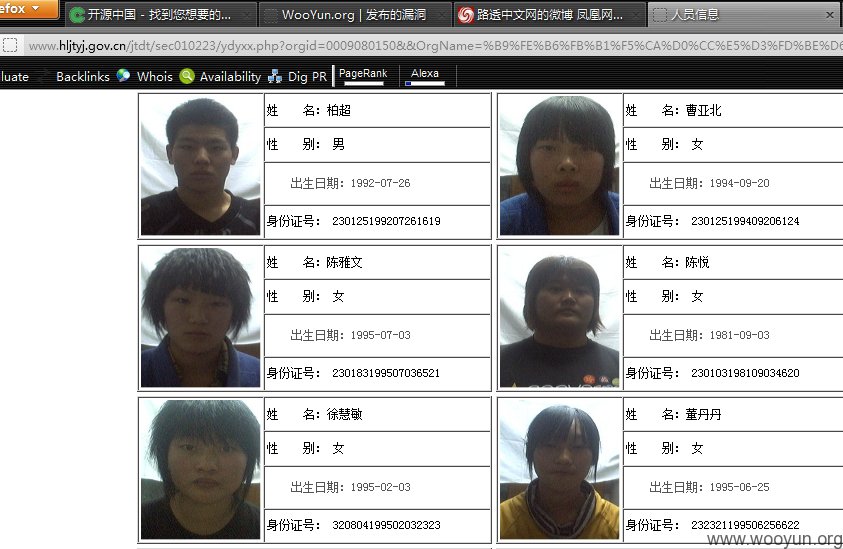 efox
开源中国 - 找到您想要的...
WooYun.org | 发布的漏洞
路透中文网的微博 凤凰网...
人员信息
www.hljtyj.gov.cn/jtdt/sec010223/ydyxx.php?orgid=0009080150&&OrgName=%B9%FE%B6%FB%B1%F5%CA%D0%CC%E5%D3%FD%BE%D6
luate Backlinks Whois Availability Dig PR PageRank Alexa
姓 名：柏超
性 别： 男
出生日期：1992-07-26
身份证号： 230125199207261619
姓 名：曹亚北
性 别： 女
出生日期：1994-09-20
身份证号： 230125199409206124
姓 名：陈雅文
性 别： 女
出生日期：1995-07-03
身份证号： 230183199507036521
姓 名：陈悦
性 别： 女
出生日期：1981-09-03
身份证号： 230103198109034620
姓 名：徐慧敏
性 别： 女
出生日期：1995-02-03
身份证号： 320804199502032323
姓 名：董丹丹
性 别： 女
出生日期：1995-06-25
身份证号： 232321199506256622
www.wooyun.org